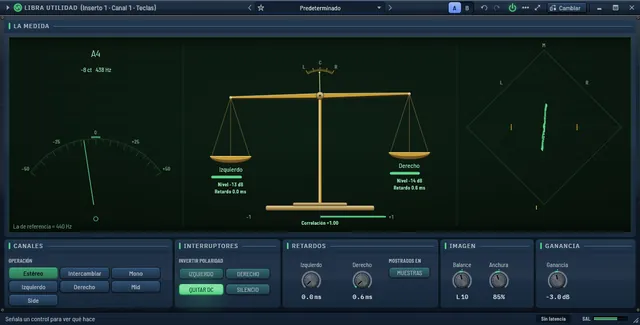 LIBRA UTILIDAD (Inserto 1 - Canal 1 - Teclas)
Predeterminado
A B
Cambiar
LA MEDIDA
A4
-8 ct 438 Hz
-50 -25 0 +25 +50
La de referencia = 440 Hz
L C R
Izquierdo
Nivel -13 dB
Retardo 0.0 ms
Derecho
Nivel -14 dB
Retardo 0.6 ms
-1 +1
Correlación +1.00
M
L R
CANALES
OPERACIÓN
Estéreo Intercambiar Mono
Izquierdo Derecho Mid
Side
INTERRUPTORES
INVERTIR POLARIDAD
IZQUIERDO DERECHO
QUITAR DC SILENCIO
RETARDOS
Izquierdo Derecho
0.0ms 0.6ms
MOSTRADOS EN
MUESTRAS
IMAGEN
Balance Anchura
L10 85%
GANANCIA
Ganancia
-3.0dB
Señala un control para ver qué hace
Sin latencia
SAL